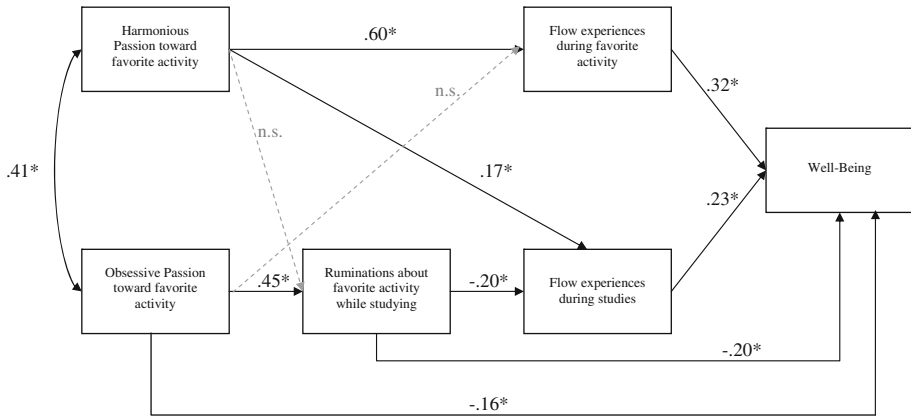 Harmonious
Passion toward
favorite activity
.60*
Flow experiences
during favorite
activity
n.s.
.32*
n.s.
.41*
.17*
Well-Being
.23*
Obsessive Passion
toward favorite
activity
.45*
Ruminations about
favorite activity
while studying
-.20*
Flow experiences
during studies
-.20*
-.16*